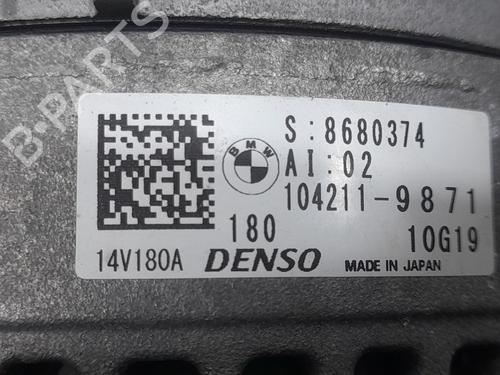 B-PARTS
BMW
S:8680374
AI:02
104211-9871
180
10G19
14V180A DENSO MADE IN JAPAN